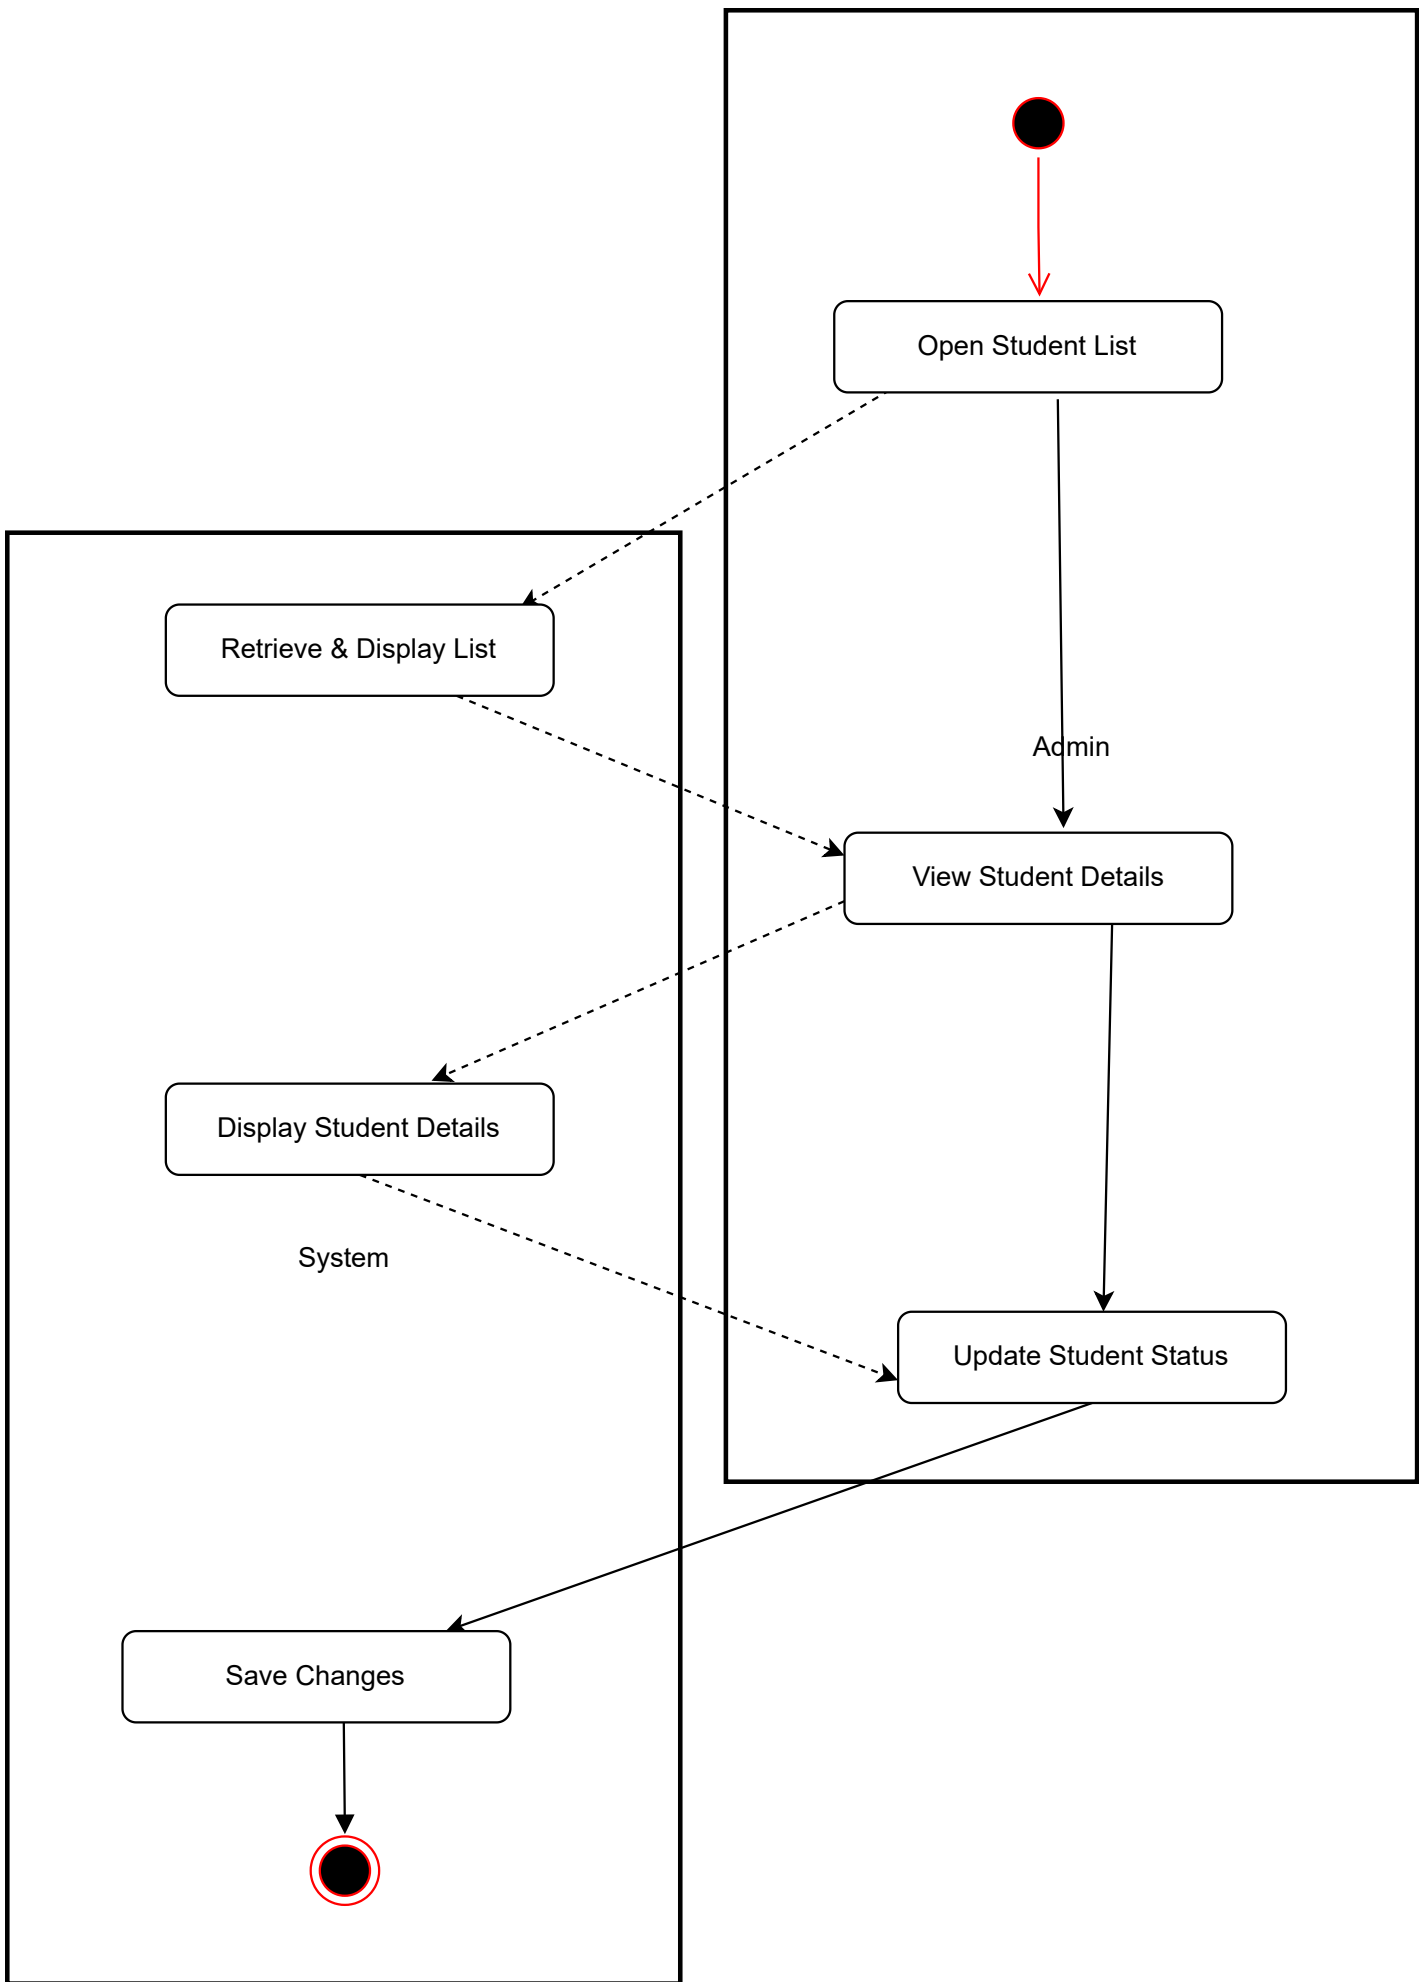 Open Student List
Retrieve & Display List
Admin
View Student Details
Display Student Details
System
Update Student Status
Save Changes